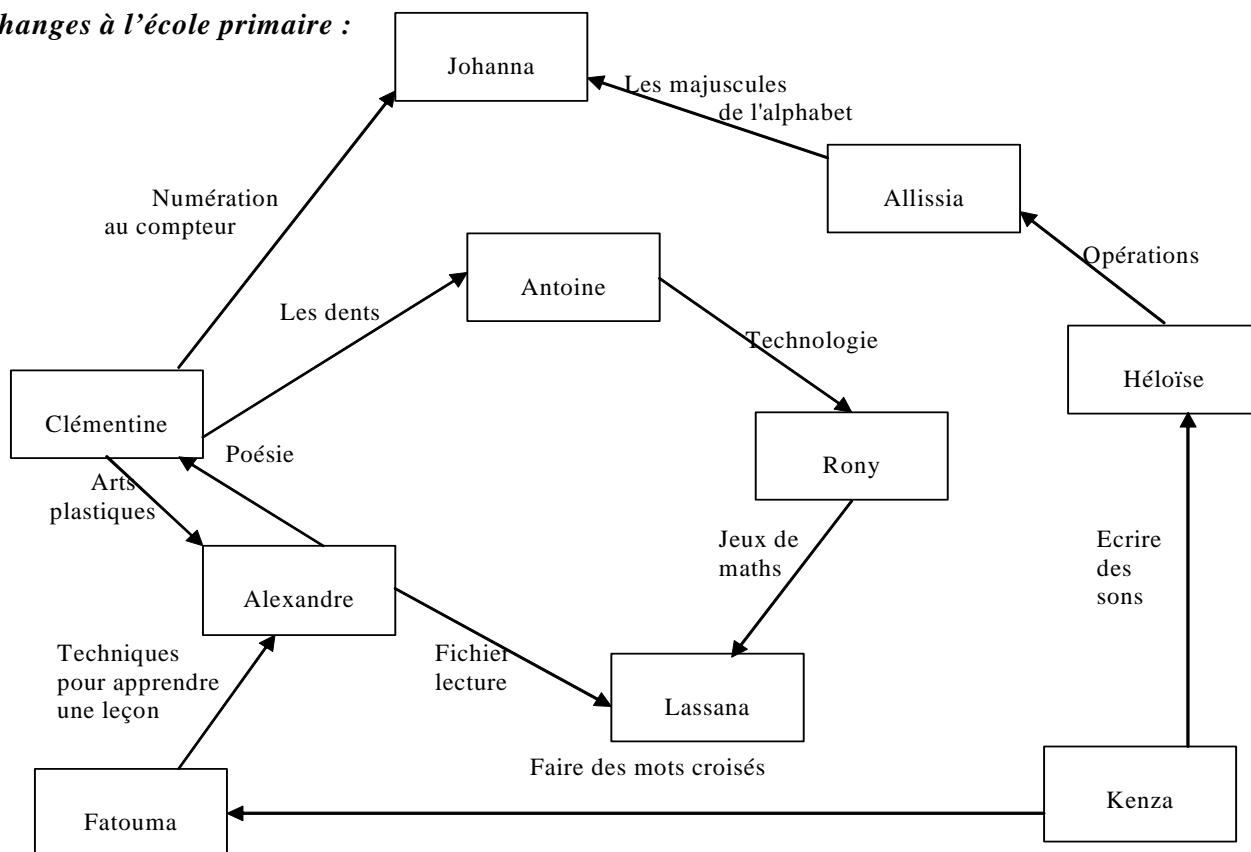 hanges à l’école primaire :
Johanna
Les majuscules
de l'alphabet
Allissia
Numération
au compteur
Antoine
Opérations
Les dents
Technologie
Héloïse
Clémentine
Poésie
Rony
Arts
plastiques
Jeux de
maths
Ecrire
des
sons
Alexandre
Techniques
pour apprendre
une leçon
Fichier
lecture
Lassana
Faire des mots croisés
Kenza
Fatouma